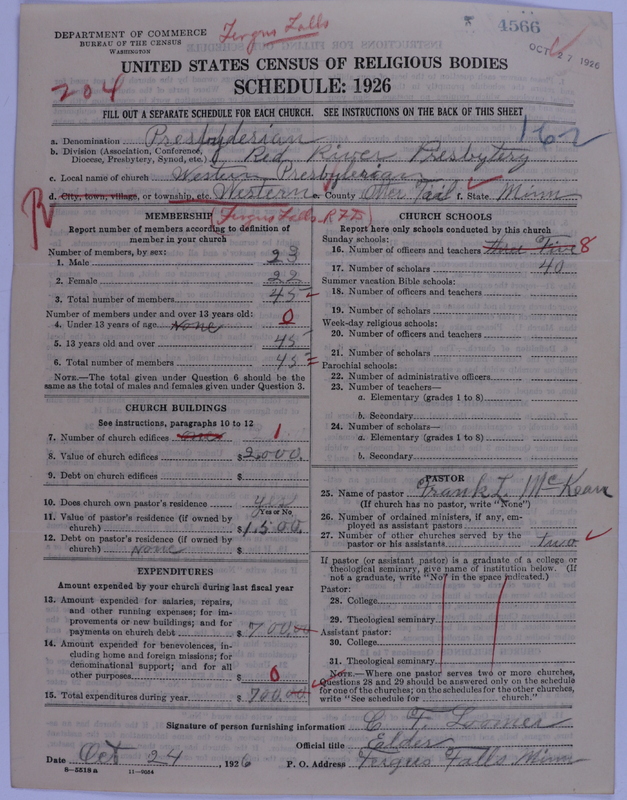 DEPARTMENT OF COMMERCE
BUREAU OF THE CENSUS
WASHINGTON
Fergus Falls
4566
OCT 27 1926
UNITED STATES CENSUS OF RELIGIOUS BODIES
SCHEDULE: 1926
204
FILL OUT A SEPARATE SCHEDULE FOR EACH CHURCH. SEE INSTRUCTIONS ON THE BACK OF THIS SHEET
162
a. Denomination Presbyterian
b. Division (Association, Conference, Diocese, Presbytery, Synod, etc.) Red River Presbytery
c. Local name of church Western Presbyterian
d. City, town, village, or township, etc. Western e. County Otter Tail f. State Minn
R
(Fergus Falls R.F.D)
MEMBERSHIP
Report number of members according to definition of
member in your church
Number of members, by sex:
1. Male 23
2. Female 22
3. Total number of members 45
Number of members under and over 13 years old:
4. Under 13 years of age None 0
5. 13 years old and over 45
6. Total number of members 45
NOTE.—The total given under Question 6 should be the
same as the total of males and females given under Question 3.
CHURCH BUILDINGS
See instructions, paragraphs 10 to 12
7. Number of church edifices one 1
8. Value of church edifices $ 2000.
9. Debt on church edifices $
10. Does church own pastor's residence yes
Yes or No
11. Value of pastor's residence (if owned by
church) $ 1500
12. Debt on pastor's residence (if owned by
church) None $
EXPENDITURES
Amount expended by your church during last fiscal year
13. Amount expended for salaries, repairs,
and other running expenses; for im-
provements or new buildings; and for
payments on church debt $ 700.00
14. Amount expended for benevolences, in-
cluding home and foreign missions; for
denominational support; and for all
other purposes $ 0
15. Total expenditures during year $ 700.00
CHURCH SCHOOLS
Report here only schools conducted by this church
Sunday schools:
16. Number of officers and teachers three Five 8
17. Number of scholars 40
Summer vacation Bible schools:
18. Number of officers and teachers
19. Number of scholars
Week-day religious schools:
20. Number of officers and teachers
21. Number of scholars
Parochial schools:
22. Number of administrative officers
23. Number of teachers—
a. Elementary (grades 1 to 8)
b. Secondary
24. Number of scholars—
a. Elementary (grades 1 to 8)
b. Secondary
PASTOR
25. Name of pastor Frank L. McKean
(If church has no pastor, write "None")
26. Number of ordained ministers, if any, em-
ployed as assistant pastors
27. Number of other churches served by the
pastor or his assistants two
If pastor (or assistant pastor) is a graduate of a college or
theological seminary, give name of institution below. (If
not a graduate, write "No" in the space indicated.)
Pastor:
28. College
29. Theological seminary
Assistant pastor:
30. College
31. Theological seminary
NOTE.—Where one pastor serves two or more churches,
Questions 28 and 29 should be answered only on the schedule
for one of the churches; on the schedules for the other churches,
write "See schedule for church."
Signature of person furnishing information C. F. Loomer
Official title Elder
Date Oct 24, 1926 P. O. Address Fergus Falls Minn
8—5518a 11—9054